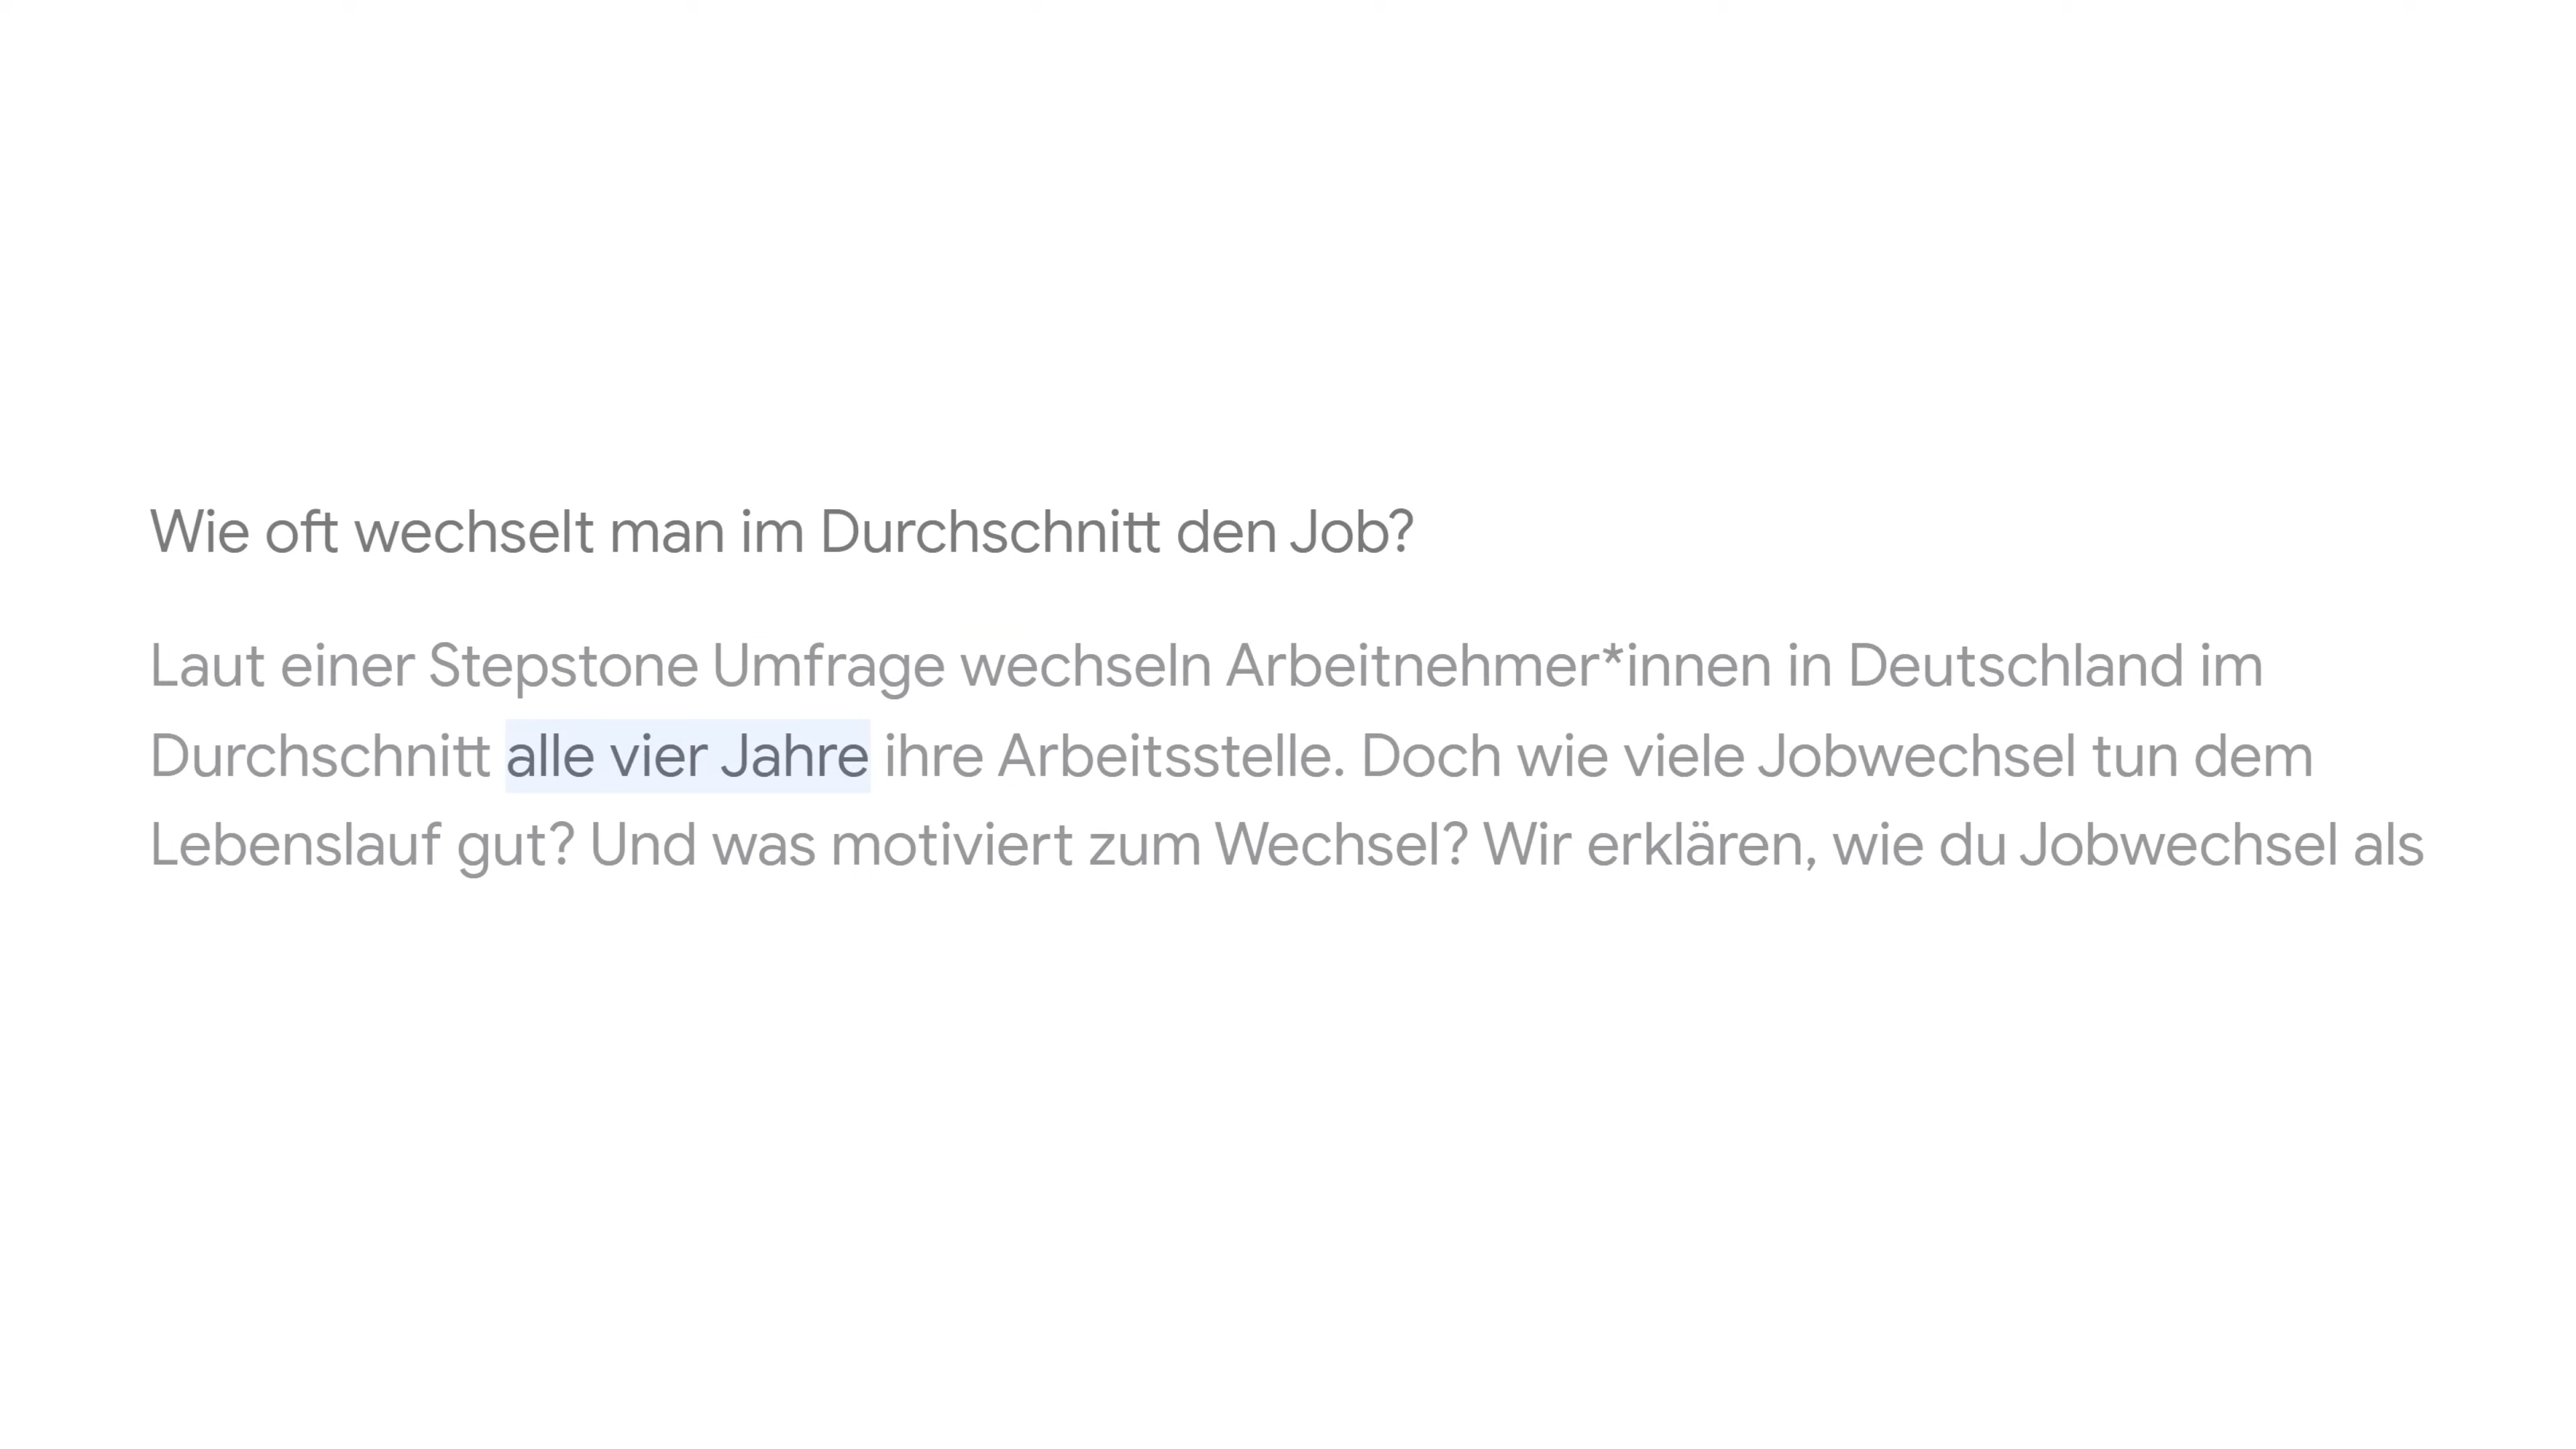 Wie oft wechselt man im Durchschnitt den Job?
Laut einer Stepstone Umfrage wechseln Arbeitnehmer*innen in Deutschland im
Durchschnitt alle vier Jahre ihre Arbeitsstelle. Doch wie viele Jobwechsel tun dem
Lebenslauf gut? Und was motiviert zum Wechsel? Wir erklären, wie du Jobwechsel als